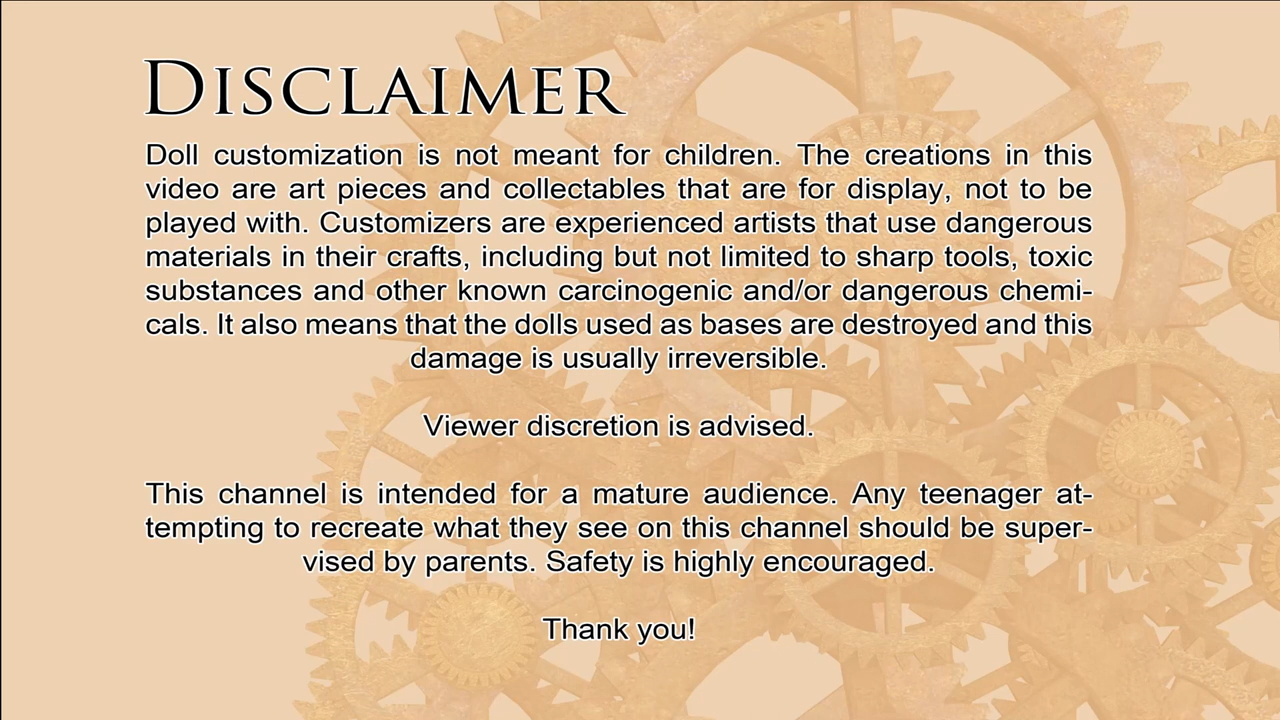 DISCLAIMER
Doll customization is not meant for children. The creations in this
video are art pieces and collectables that are for display, not to be
played with. Customizers are experienced artists that use dangerous
materials in their crafts, including but not limited to sharp tools, toxic
substances and other known carcinogenic and/or dangerous chemi-
cals. It also means that the dolls used as bases are destroyed and this
damage is usually irreversible.
Viewer discretion is advised.
This channel is intended for a mature audience. Any teenager at-
tempting to recreate what they see on this channel should be super-
vised by parents. Safety is highly encouraged.
Thank you!